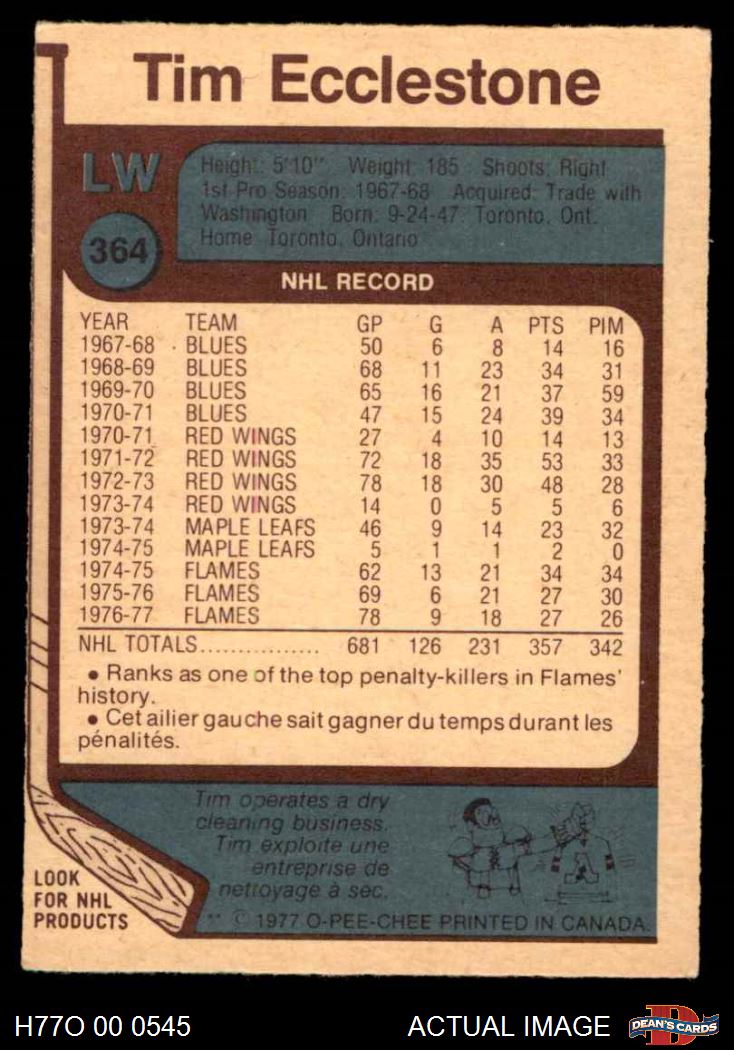 Tim Ecclestone
LW
364
Height: 5'10" Weight: 185 Shoots: Right
1st Pro Season: 1967-68 Acquired: Trade with
Washington Born: 9-24-47, Toronto, Ont.
Home Toronto, Ontario
NHL RECORD
YEAR TEAM GP G A PTS PIM
1967-68 BLUES 50 6 8 14 16
1968-69 BLUES 68 11 23 34 31
1969-70 BLUES 65 16 21 37 59
1970-71 BLUES 47 15 24 39 34
1970-71 RED WINGS 27 4 10 14 13
1971-72 RED WINGS 72 18 35 53 33
1972-73 RED WINGS 78 18 30 48 28
1973-74 RED WINGS 14 0 5 5 6
1973-74 MAPLE LEAFS 46 9 14 23 32
1974-75 MAPLE LEAFS 5 1 1 2 0
1974-75 FLAMES 62 13 21 34 34
1975-76 FLAMES 69 6 21 27 30
1976-77 FLAMES 78 9 18 27 26
NHL TOTALS................ 681 126 231 357 342
• Ranks as one of the top penalty-killers in Flames'
history.
• Cet ailier gauche sait gagner du temps durant les
pénalités.
Tim operates a dry
cleaning business.
Tim exploite une
entreprise de
nettoyage à sec.
LOOK
FOR NHL
PRODUCTS
** © 1977 O-PEE-CHEE PRINTED IN CANADA.
A
H77O 00 0545
ACTUAL IMAGE
D
DEAN'S CARDS